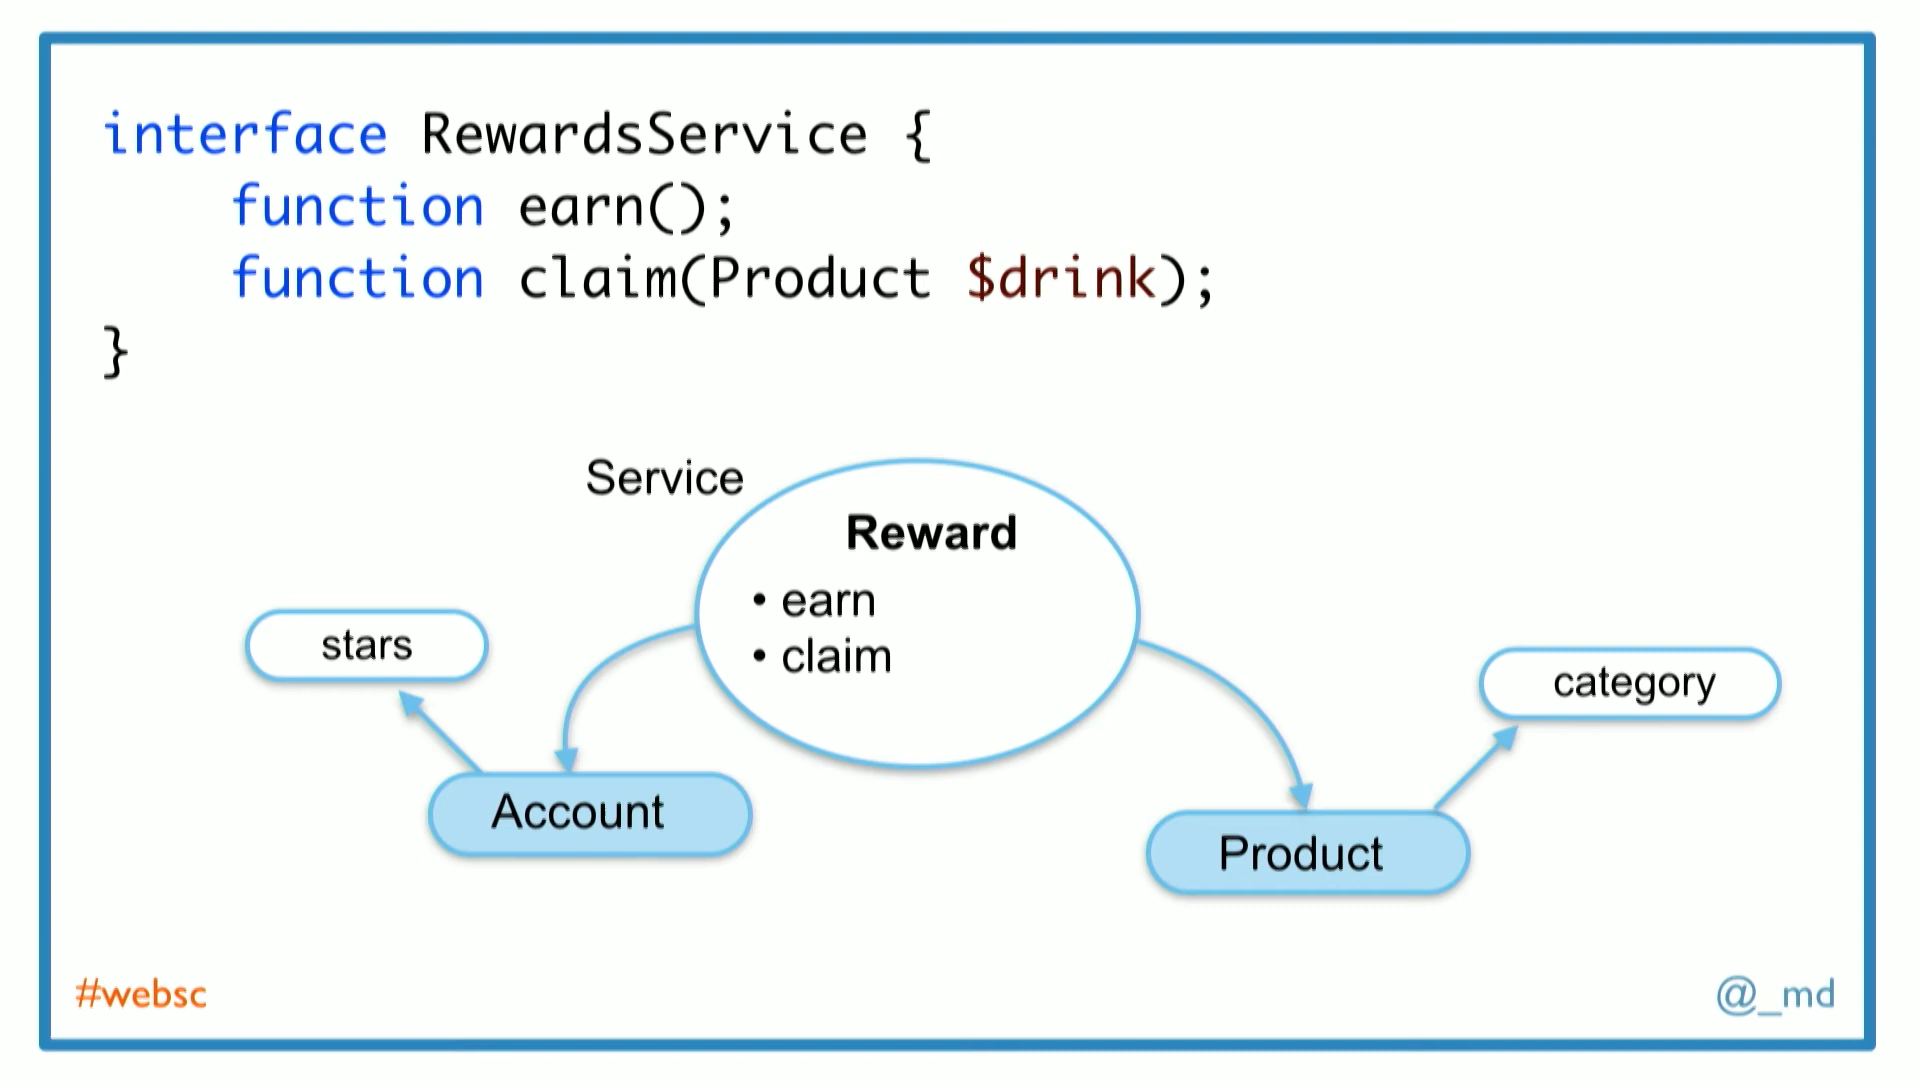 interface RewardsService {
function earn();
function claim(Product $drink);
}
Service
Reward
• earn
• claim
stars
category
Account
Product
#websc
@_md